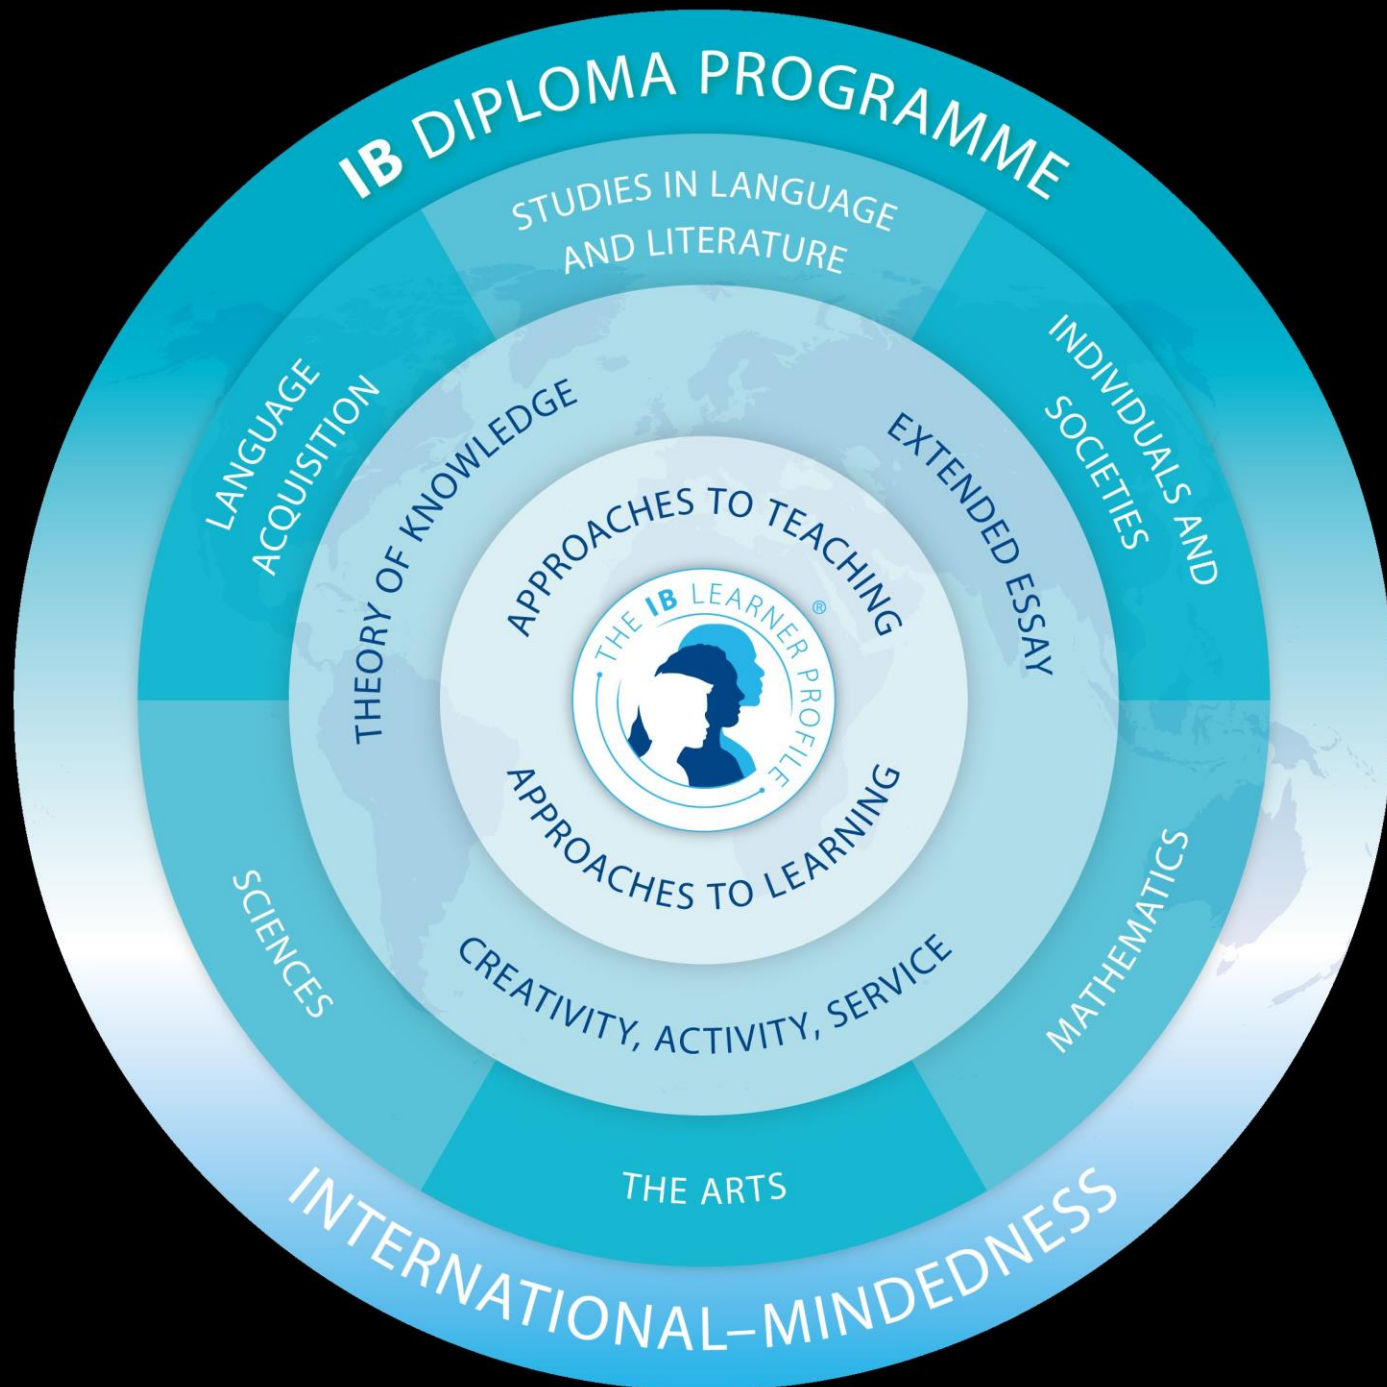 IB DIPLOMA PROGRAMME
STUDIES IN LANGUAGE
AND LITERATURE
LANGUAGE
ACQUISITION
INDIVIDUALS AND
SOCIETIES
THEORY OF KNOWLEDGE
EXTENDED ESSAY
APPROACHES TO TEACHING
THE IB LEARNER PROFILE
®
APPROACHES TO LEARNING
CREATIVITY, ACTIVITY, SERVICE
SCIENCES
MATHEMATICS
THE ARTS
INTERNATIONAL–MINDEDNESS